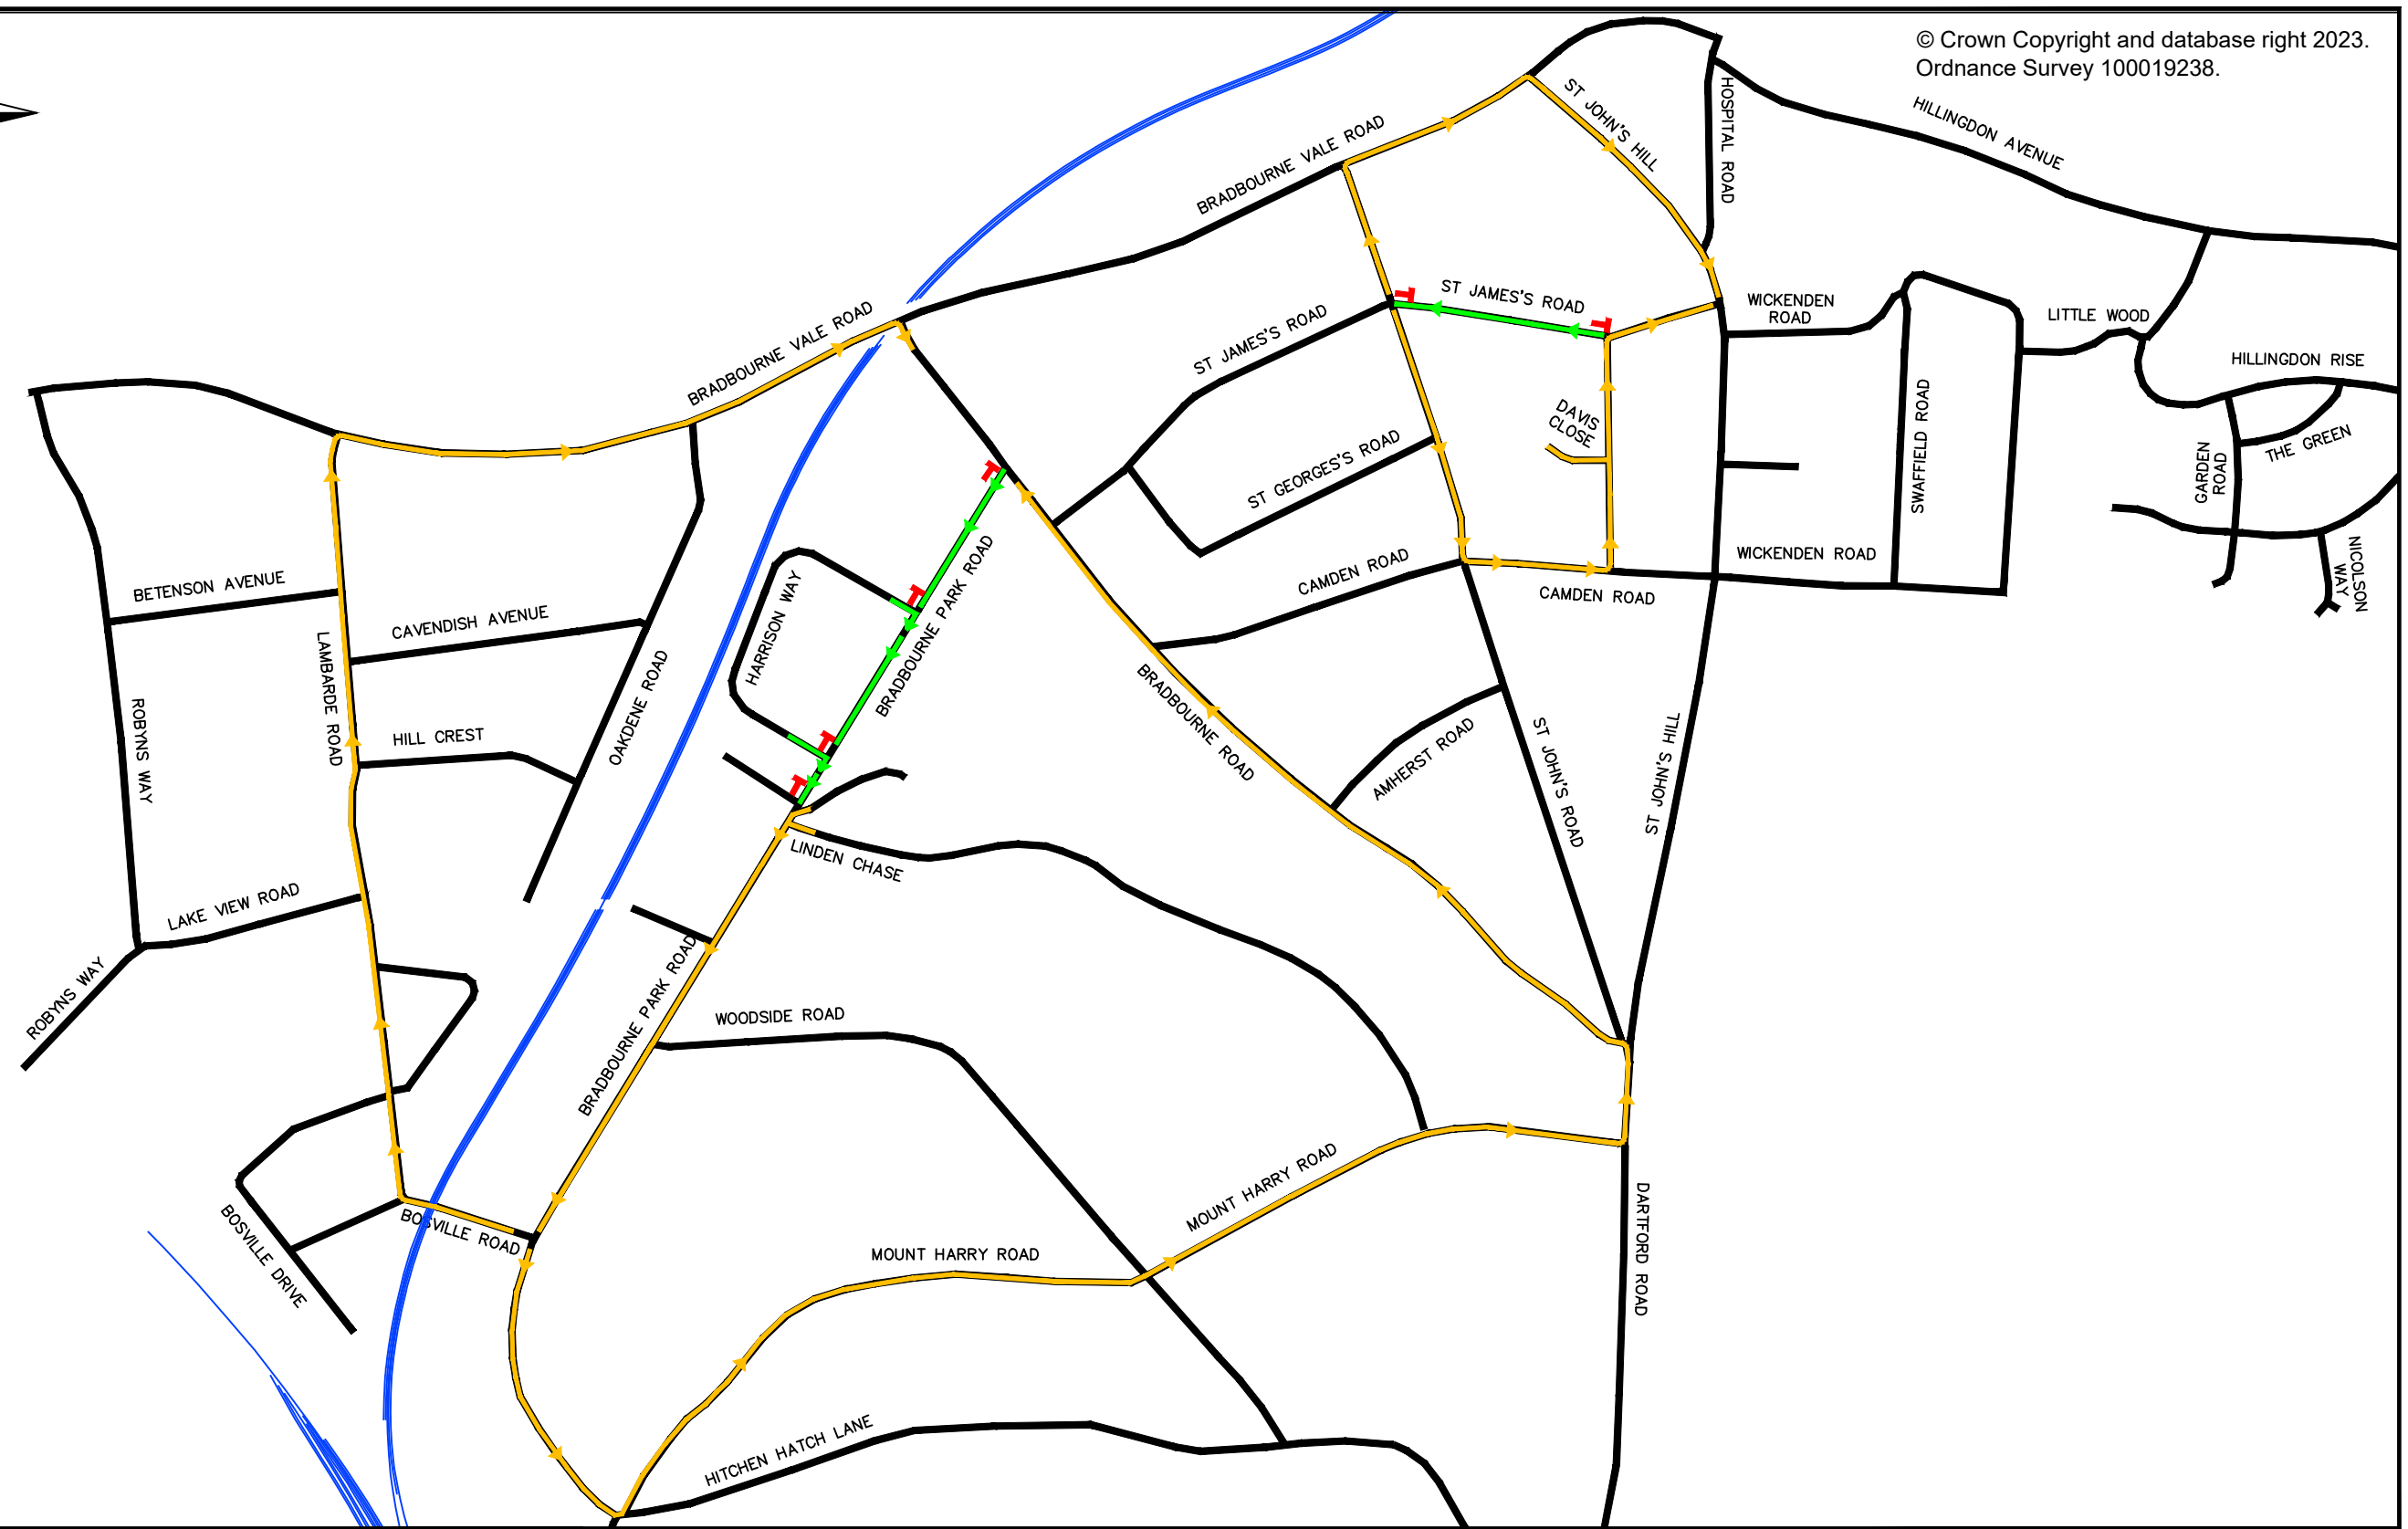 © Crown Copyright and database right 2023.
Ordnance Survey 100019238.
ST JOHN'S HILL
HOSPITAL ROAD
HILLINGDON AVENUE
BRADBOURNE VALE ROAD
BRADBOURNE VALE ROAD
ST JAMES'S ROAD
ST JAMES'S ROAD
WICKENDEN
ROAD
LITTLE WOOD
HILLINGDON RISE
SWAFFIELD ROAD
DAVIS
CLOSE
ST GEORGES'S ROAD
GARDEN
ROAD
THE GREEN
NICOLSON
WAY
WICKENDEN ROAD
CAMDEN ROAD
CAMDEN ROAD
BETENSON AVENUE
CAVENDISH AVENUE
HARRISON WAY
BRADBOURNE PARK ROAD
LAMBARDE ROAD
ROBYNS WAY
HILL CREST
OAKDENE ROAD
BRADBOURNE ROAD
AMHERST ROAD
ST JOHN'S ROAD
ST JOHN'S HILL
LINDEN CHASE
LAKE VIEW ROAD
ROBYNS WAY
BRADBOURNE PARK ROAD
WOODSIDE ROAD
MOUNT HARRY ROAD
DARTFORD ROAD
BOSVILLE ROAD
BOSVILLE DRIVE
MOUNT HARRY ROAD
HITCHEN HATCH LANE